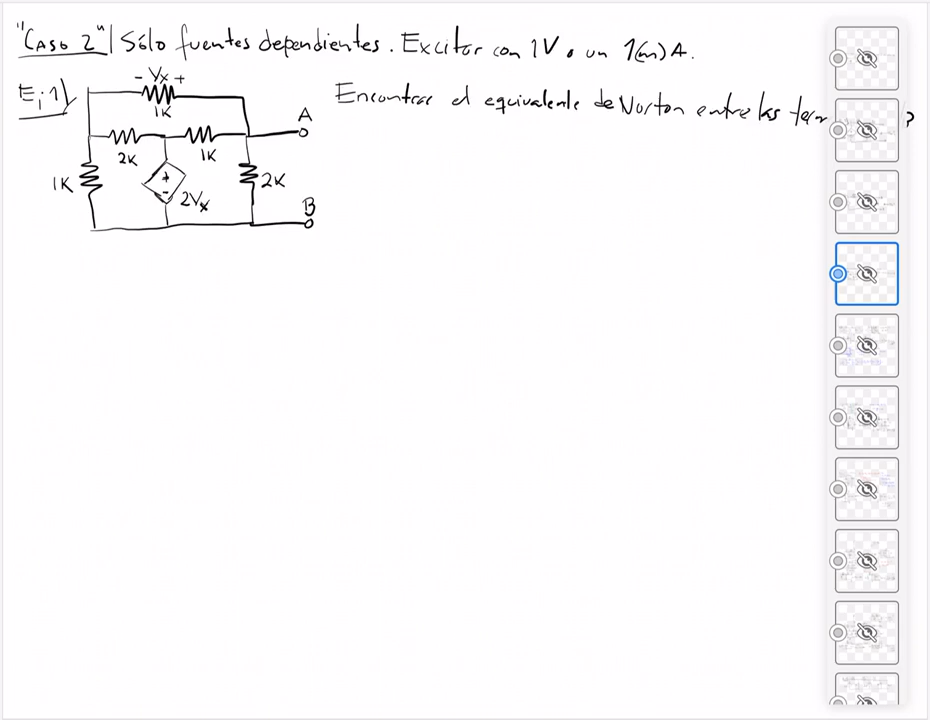 "Caso 2" | Sólo fuentes dependientes. Excitar con 1V o un 1(m)A.
Ej 1) Encontrar el equivalente de Norton entre las
- Vx +
1K
A
2K
1K
1K
+
-
2Vx
2K
B